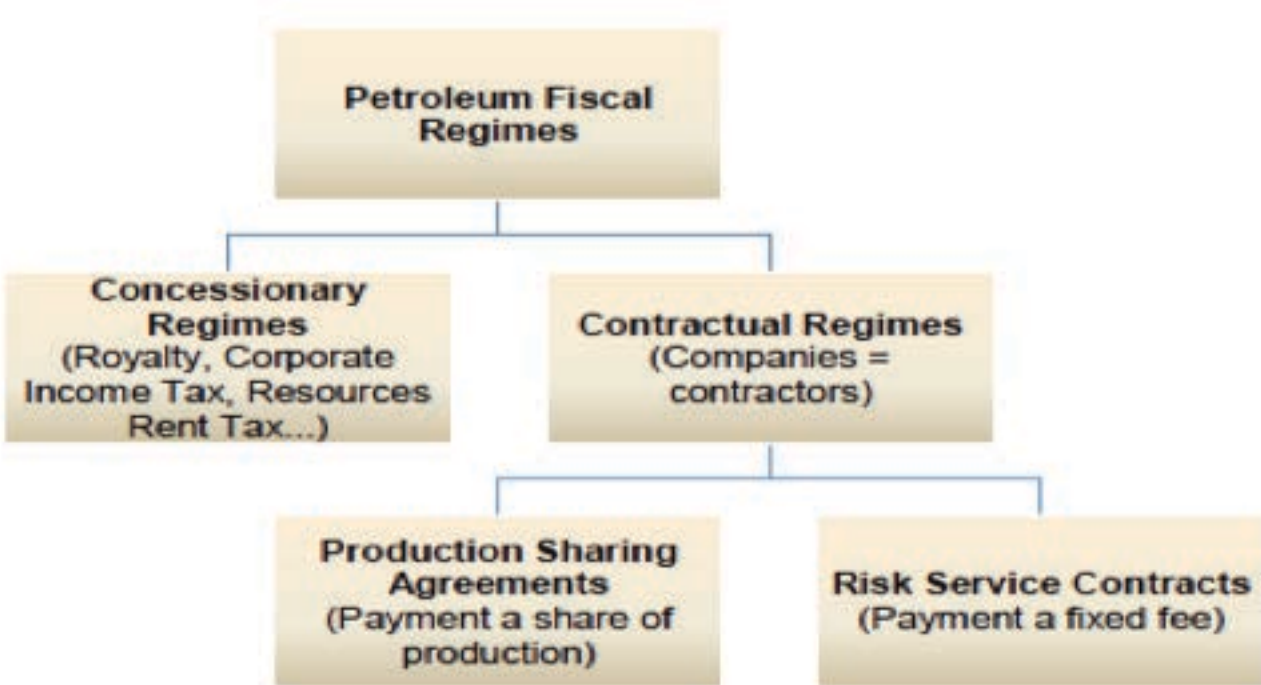 Petroleum Fiscal
Regimes
Concessionary
Regimes
(Royalty, Corporate
Income Tax, Resources
Rent Tax...)
Contractual Regimes
(Companies =
contractors)
Production Sharing
Agreements
(Payment a share of
production)
Risk Service Contracts
(Payment a fixed fee)